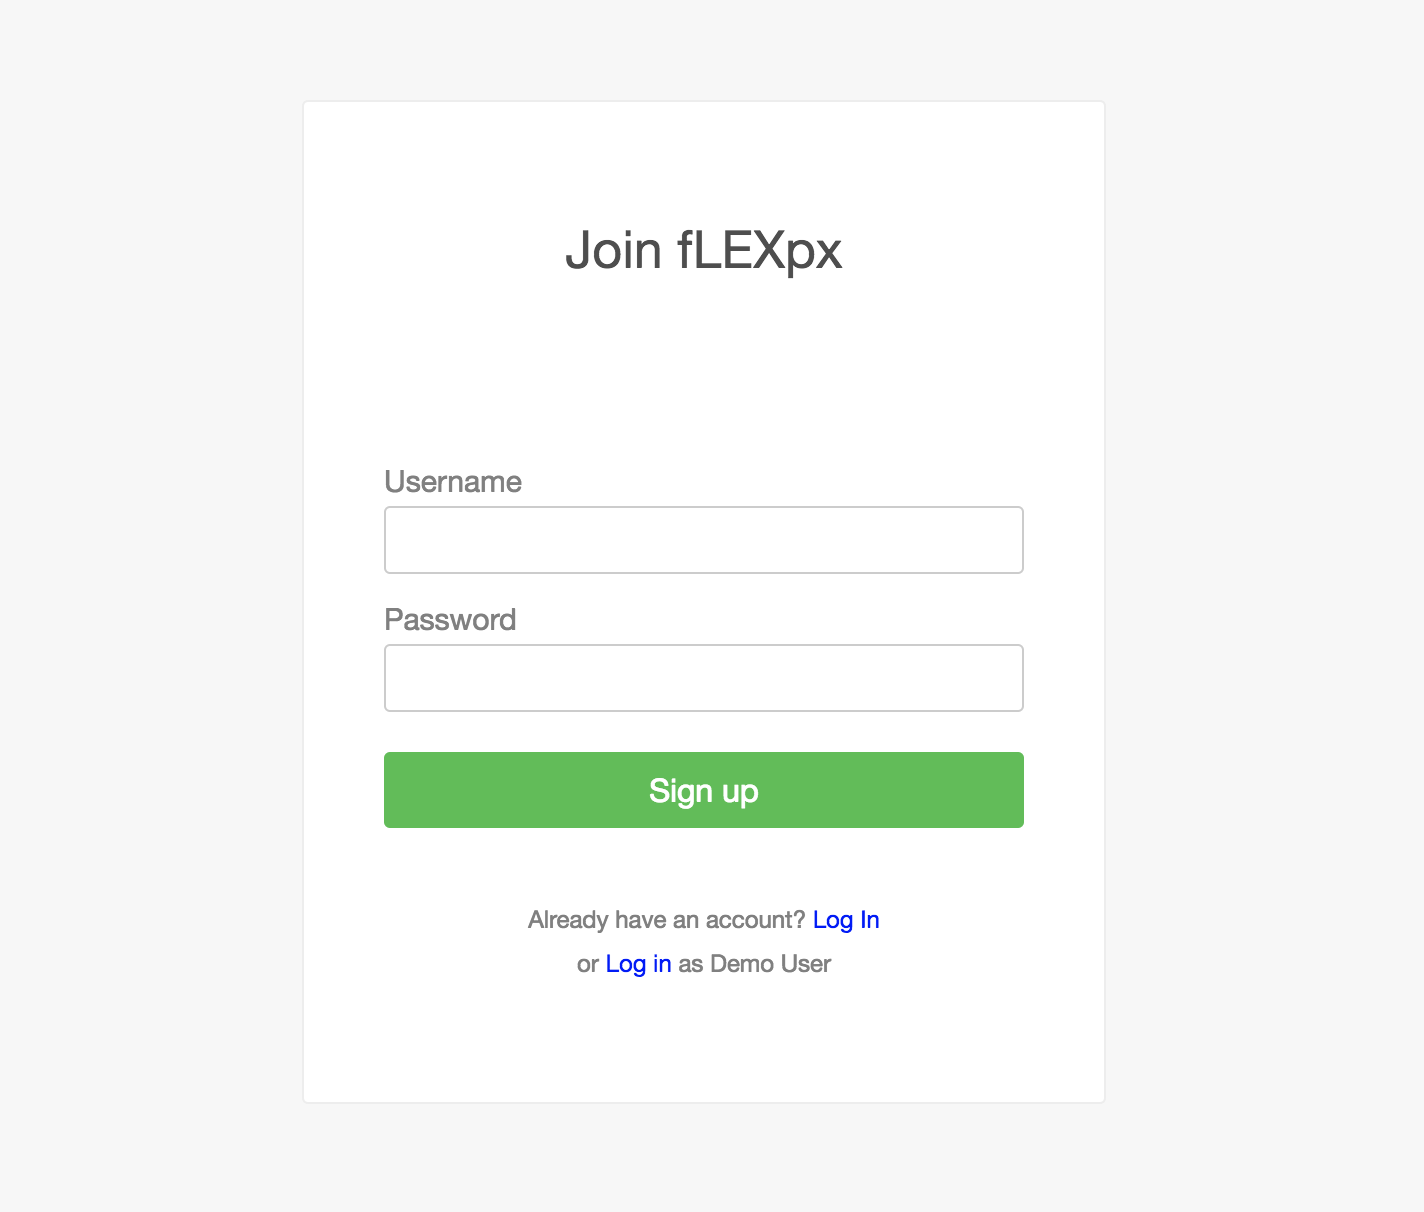 Join fLEXpx
Username
Password
Sign up
Already have an account? Log In
or Log in as Demo User